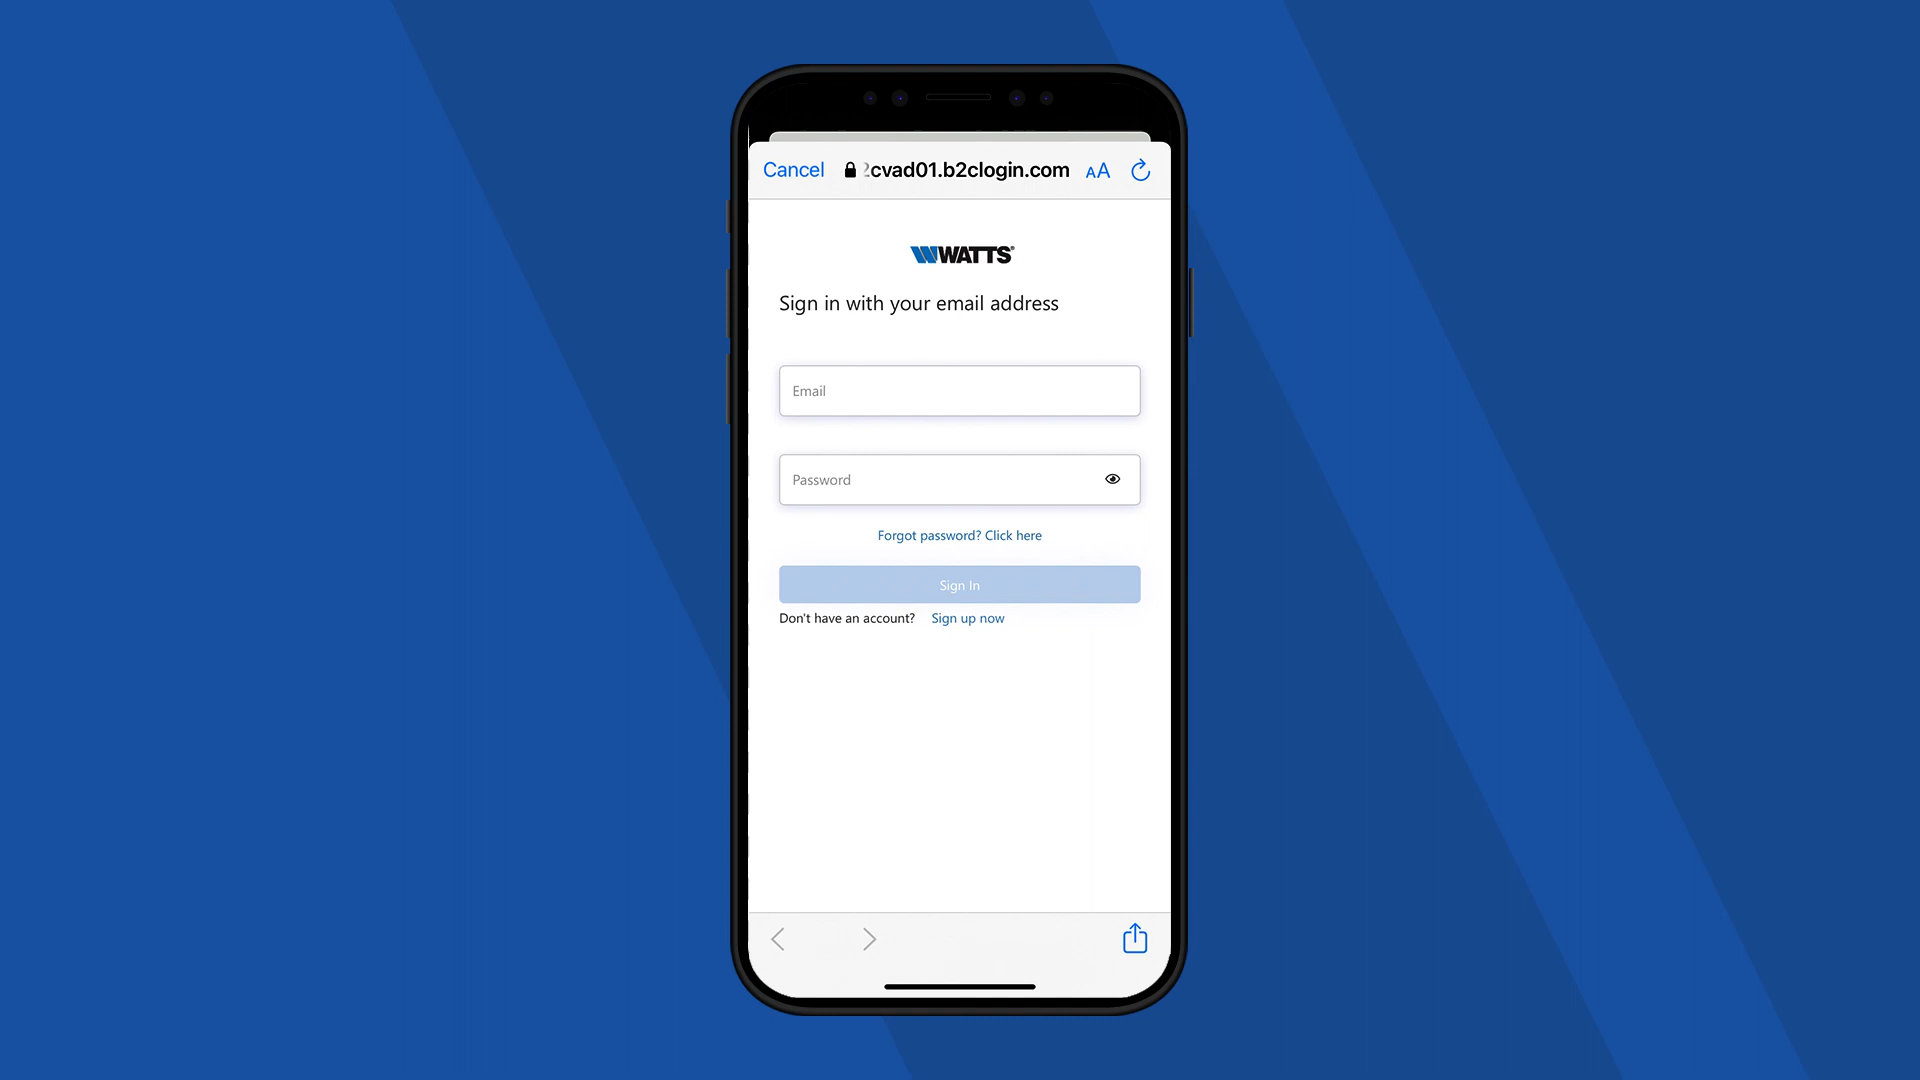 Cancel 2cvad01.b2clogin.com AA
WATTS®
Sign in with your email address
Email
Password
Forgot password? Click here
Sign In
Don't have an account? Sign up now